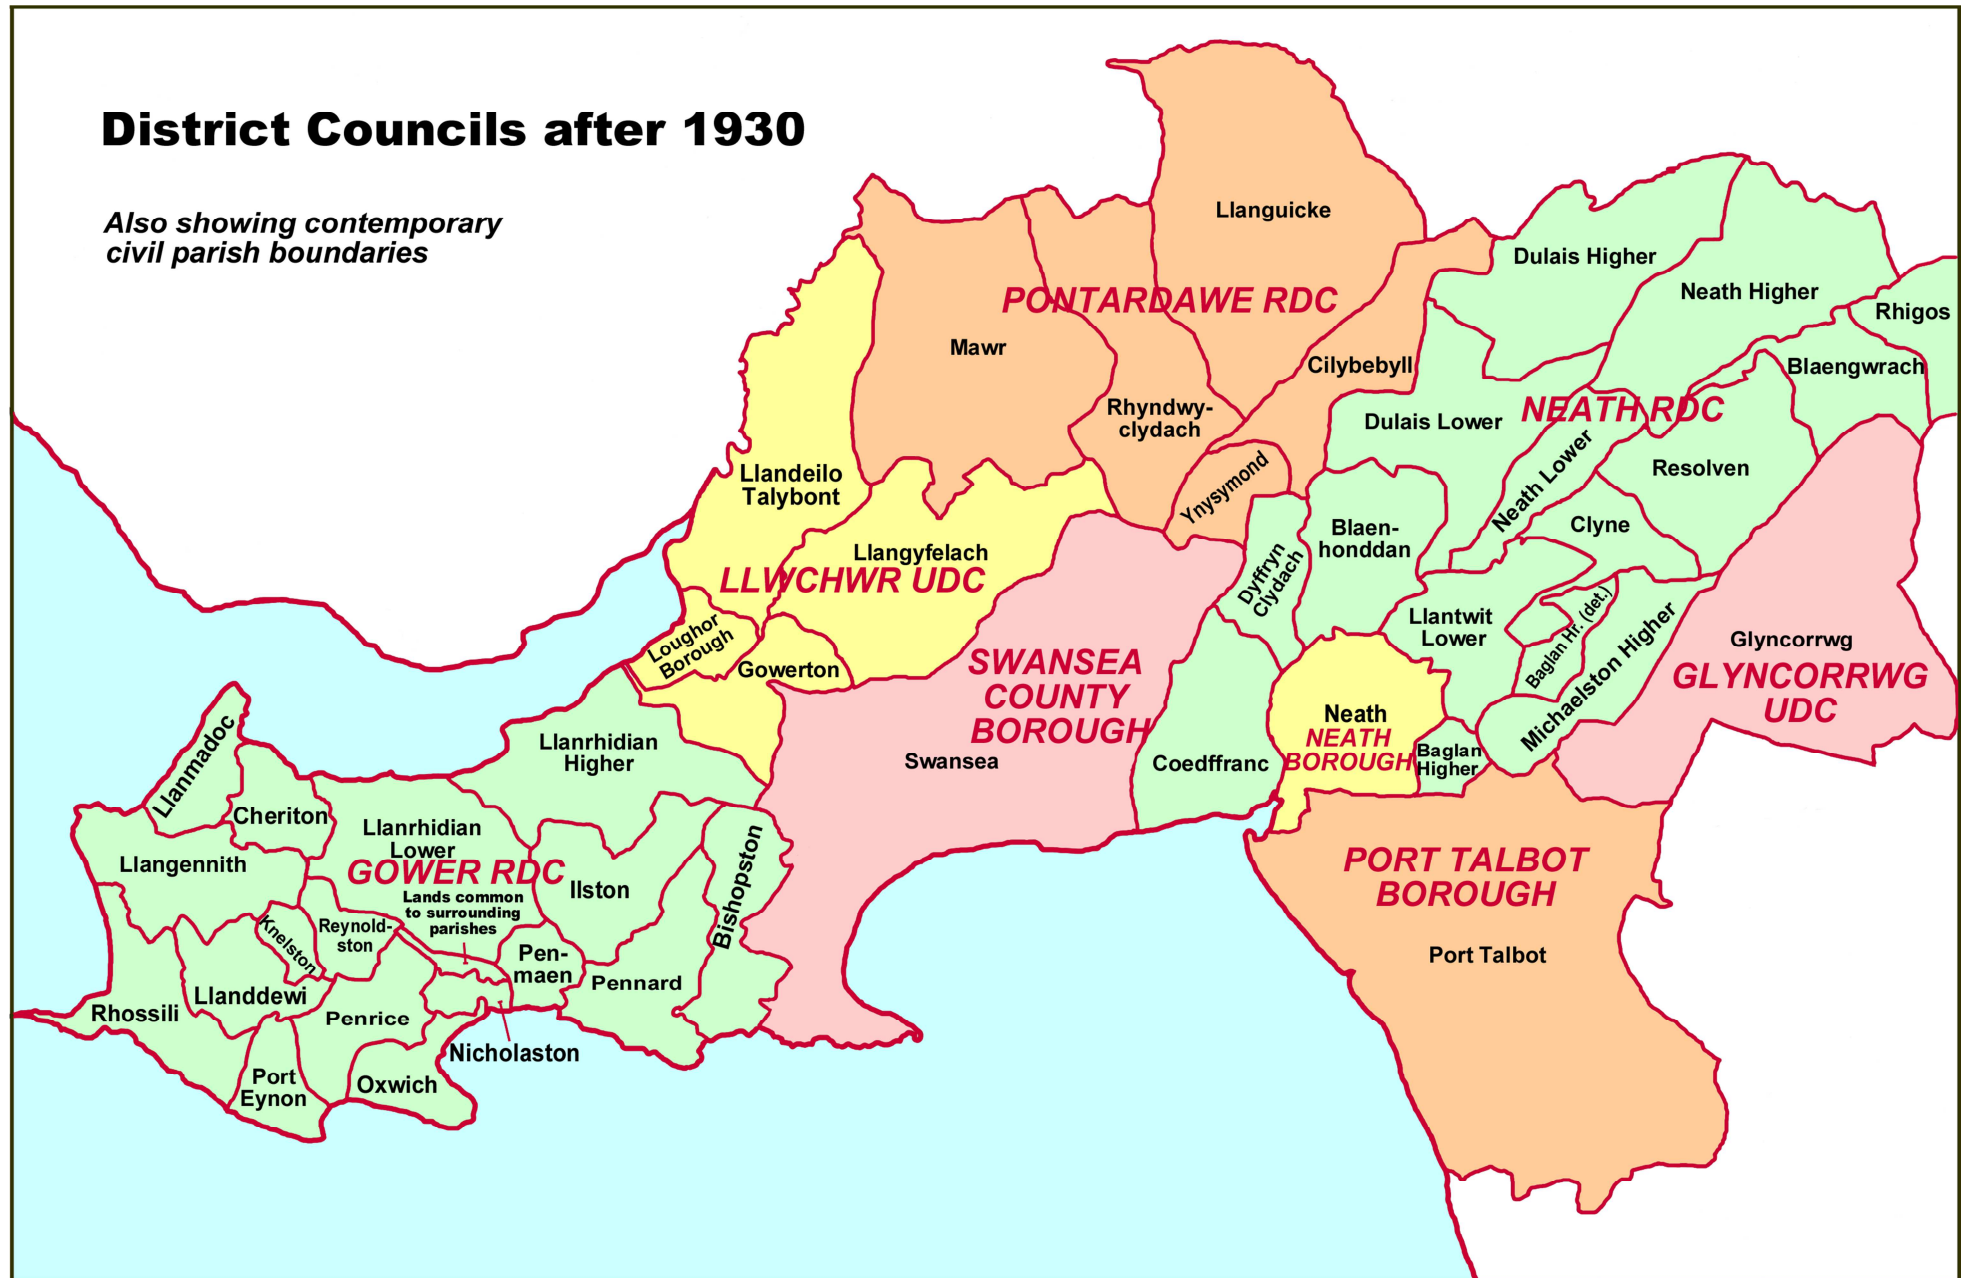 District Councils after 1930
Also showing contemporary
civil parish boundaries
Llanguicke
Dulais Higher
Neath Higher
Rhigos
PONTARDAWE RDC
Mawr
Cilybebyll
Blaengwrach
Rhyndwy-
clydach
Dulais Lower
NEATH RDC
Neath Lower
Resolven
Llandeilo
Talybont
Ynysymond
Blaen-
honddan
Clyne
Llangyfelach
LLWCHWR UDC
Dyffryn
Clydach
Llantwit
Lower
Baglan Hr. (det.)
Michaelston Higher
Glyncorrwg
GLYNCORRWG
UDC
Loughor
Borough
Gowerton
SWANSEA
COUNTY
BOROUGH
Swansea
Coedffranc
Neath
NEATH
BOROUGH
Baglan
Higher
Llanrhidian
Higher
Llanmadoc
Cheriton
Llanrhidian
Lower
GOWER RDC
Llangennith
Lands common
to surrounding
parishes
Ilston
Bishopston
PORT TALBOT
BOROUGH
Port Talbot
Knelston
Reynold-
ston
Pen-
maen
Pennard
Llanddewi
Rhossili
Penrice
Nicholaston
Port
Eynon
Oxwich